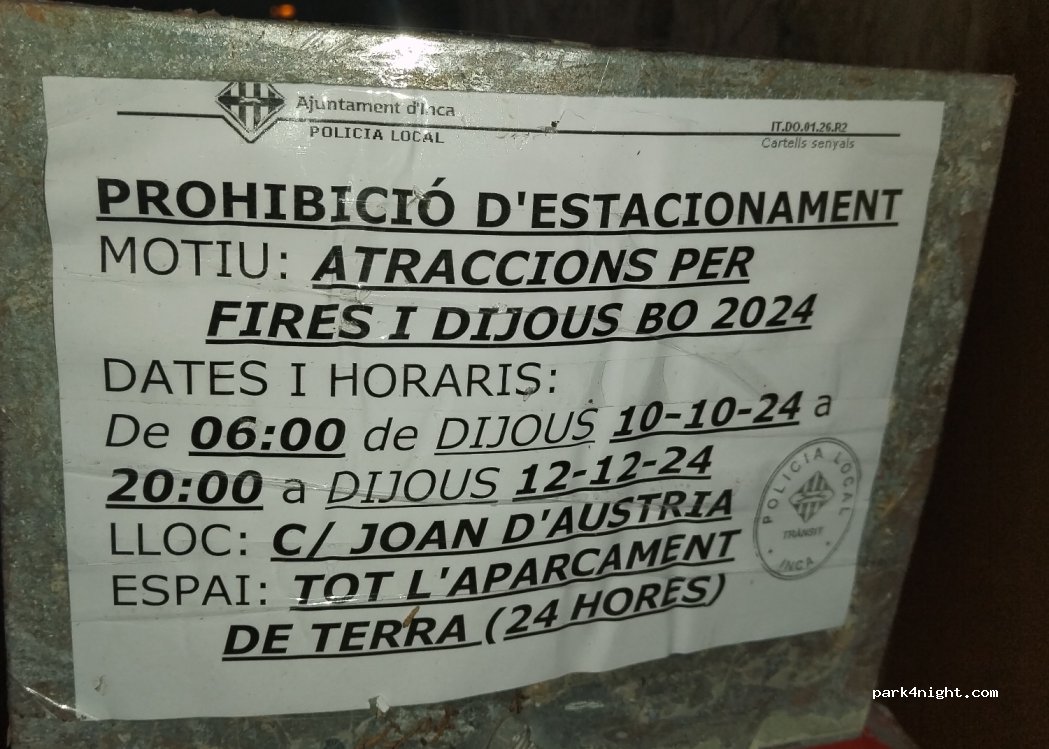 Ajuntament d'Inca
POLICIA LOCAL
IT.DO.01.26.R2
Cartells senyals
PROHIBICIÓ D'ESTACIONAMENT
MOTIU: ATRACCIONS PER
FIRES I DIJOUS BO 2024
DATES I HORARIS:
De 06:00 de DIJOUS 10-10-24 a
20:00 a DIJOUS 12-12-24
LLOC: C/ JOAN D'AUSTRIA
ESPAI: TOT L'APARCAMENT
DE TERRA (24 HORES)
POLICIA LOCAL
TRÀNSIT
INCA
park4night.com